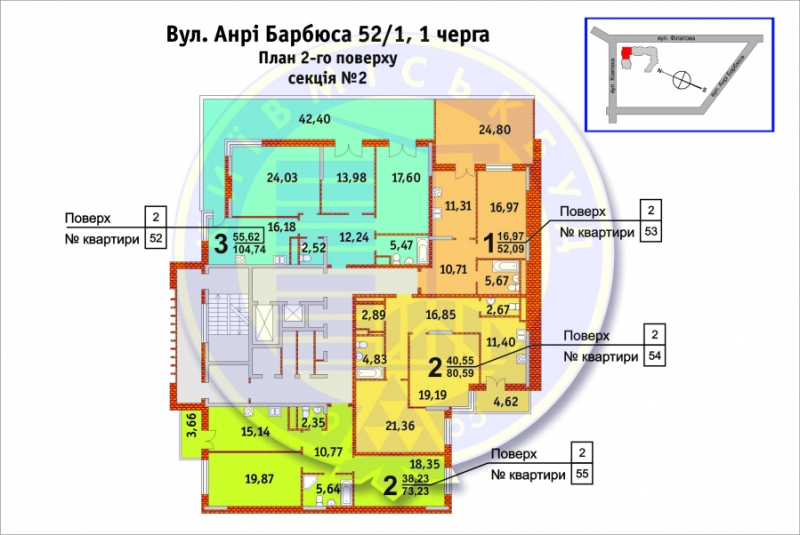 Вул. Анрі Барбюса 52/1, 1 черга
План 2-го поверху
секція №2
вул. Філатова
вул. Ковпака
вул. Анрі Барбюса
N
S
42,40
24,80
24,03
13,98
17,60
11,31
16,97
16,18
12,24
2,52
5,47
3
55,62
104,74
1
16,97
52,09
10,71
5,67
Поверх 2
№ квартири 52
Поверх 2
№ квартири 53
2,89
16,85
2,67
11,40
4,83
2
40,55
80,59
19,19
4,62
21,36
Поверх 2
№ квартири 54
3,66
15,14
2,35
10,77
18,35
19,87
5,64
2
38,23
73,23
Поверх 2
№ квартири 55